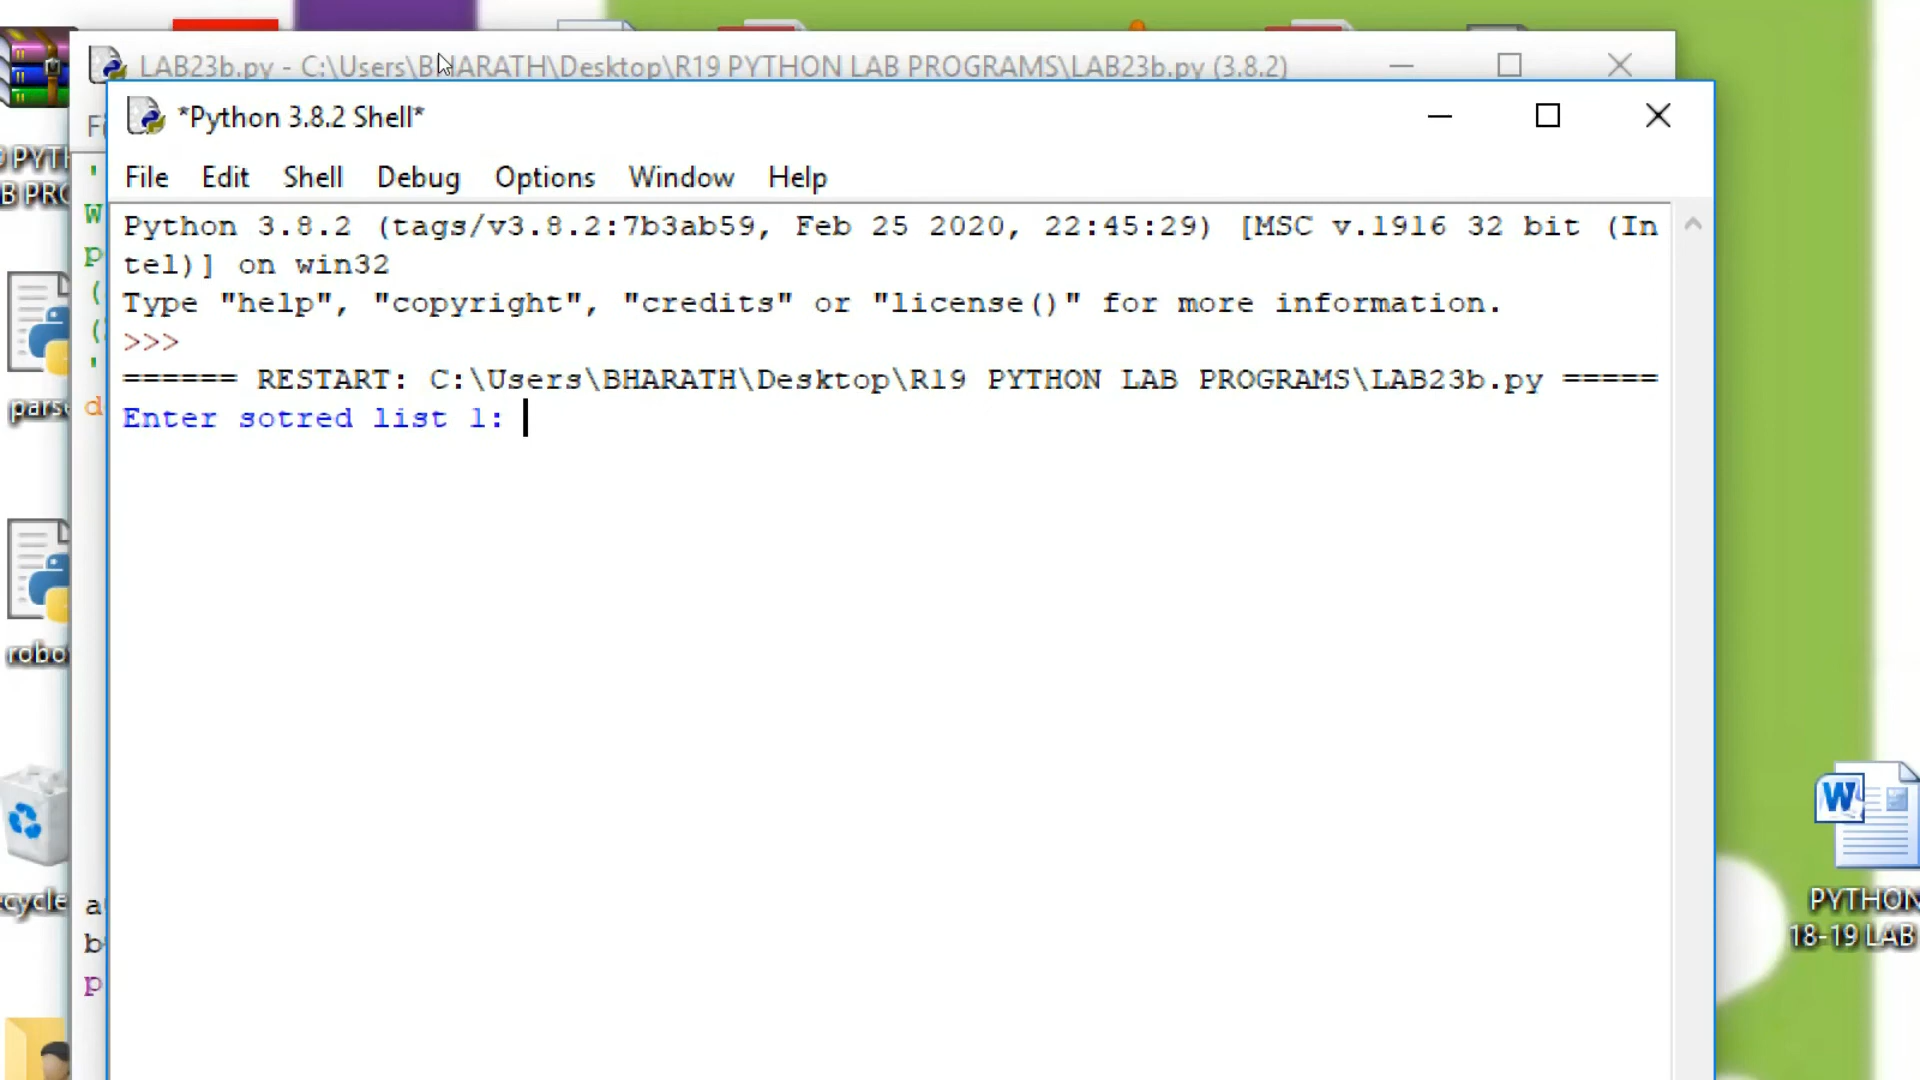 LAB23b.py - C:\Users\BHARATH\Desktop\R19 PYTHON LAB PROGRAMS\LAB23b.py (3.8.2)
*Python 3.8.2 Shell*
File Edit Shell Debug Options Window Help
Python 3.8.2 (tags/v3.8.2:7b3ab59, Feb 25 2020, 22:45:29) [MSC v.1916 32 bit (In
tel)] on win32
Type "help", "copyright", "credits" or "license()" for more information.
>>>
====== RESTART: C:\Users\BHARATH\Desktop\R19 PYTHON LAB PROGRAMS\LAB23b.py =====
Enter sotred list 1:
PYTHON
18-19 LAB